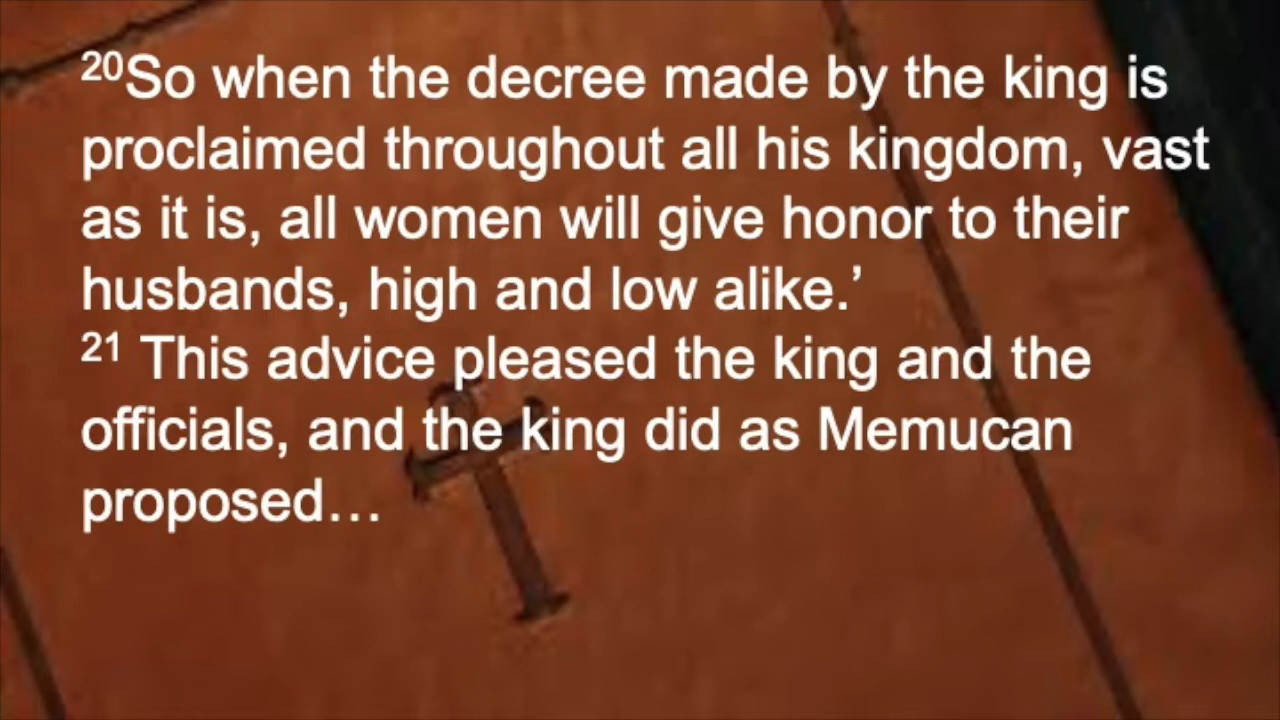 ²⁰So when the decree made by the king is
proclaimed throughout all his kingdom, vast
as it is, all women will give honor to their
husbands, high and low alike.’
²¹ This advice pleased the king and the
officials, and the king did as Memucan
proposed…